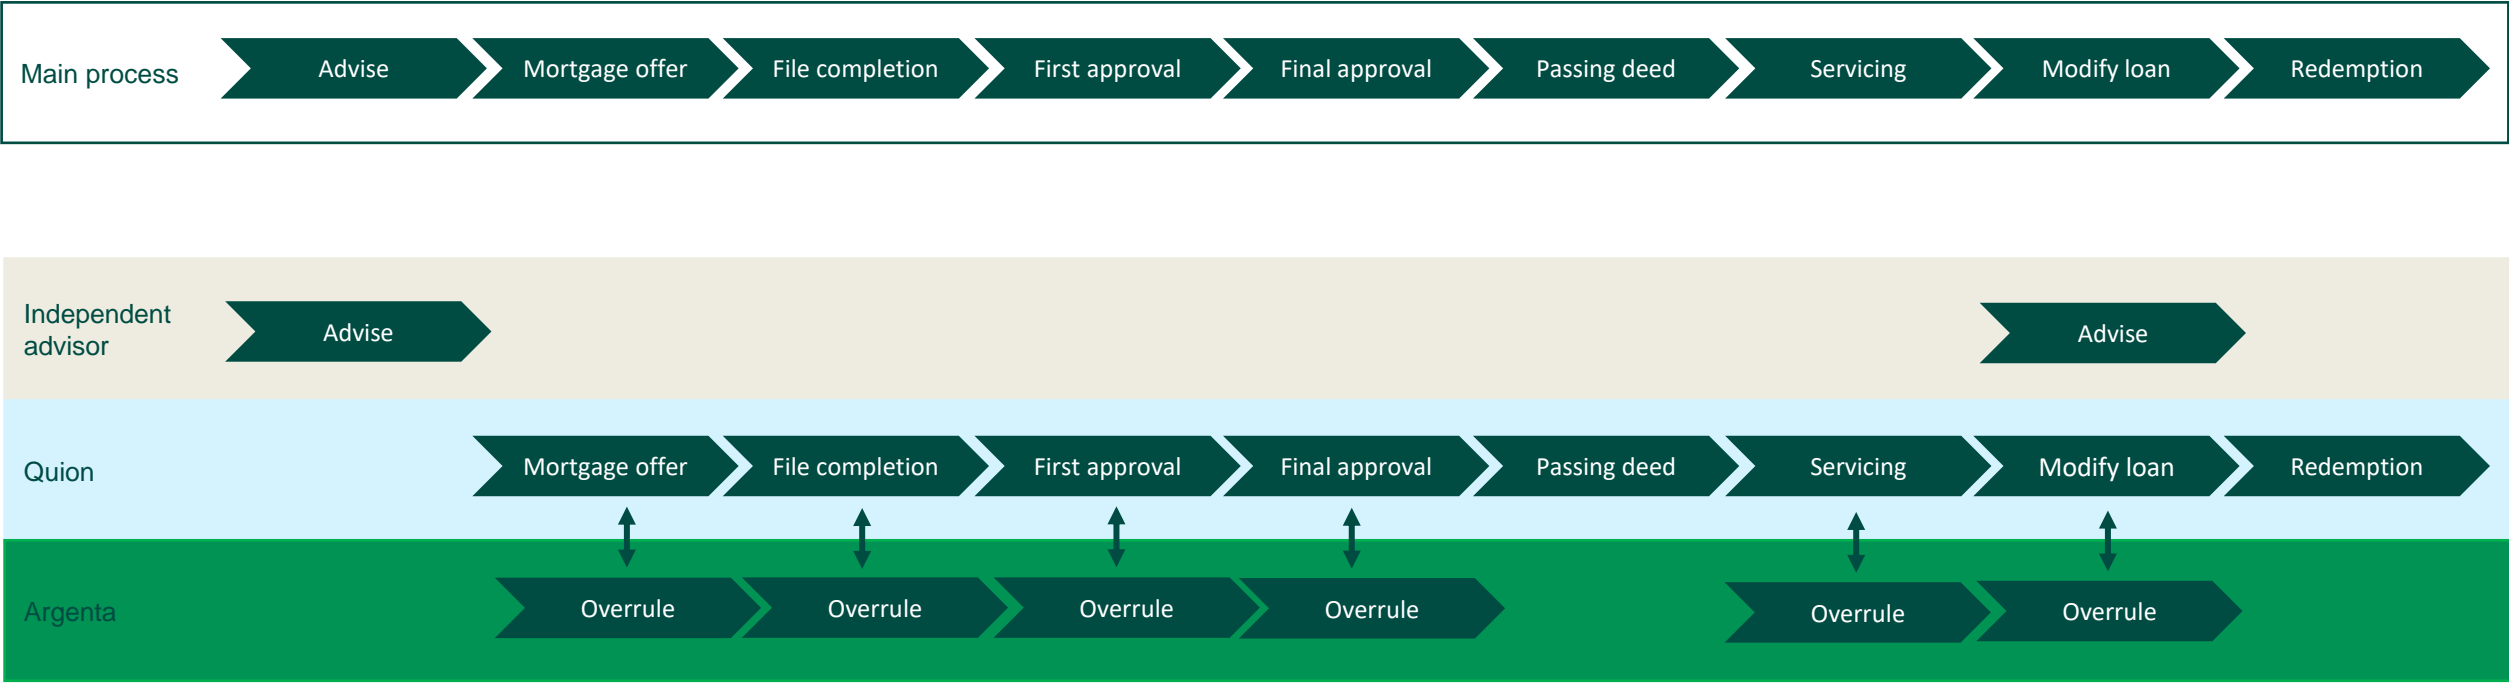 Main process
Advise
Mortgage offer
File completion
First approval
Final approval
Passing deed
Servicing
Modify loan
Redemption
Independent
advisor
Advise
Advise
Quion
Mortgage offer
File completion
First approval
Final approval
Passing deed
Servicing
Modify loan
Redemption
Argenta
Overrule
Overrule
Overrule
Overrule
Overrule
Overrule